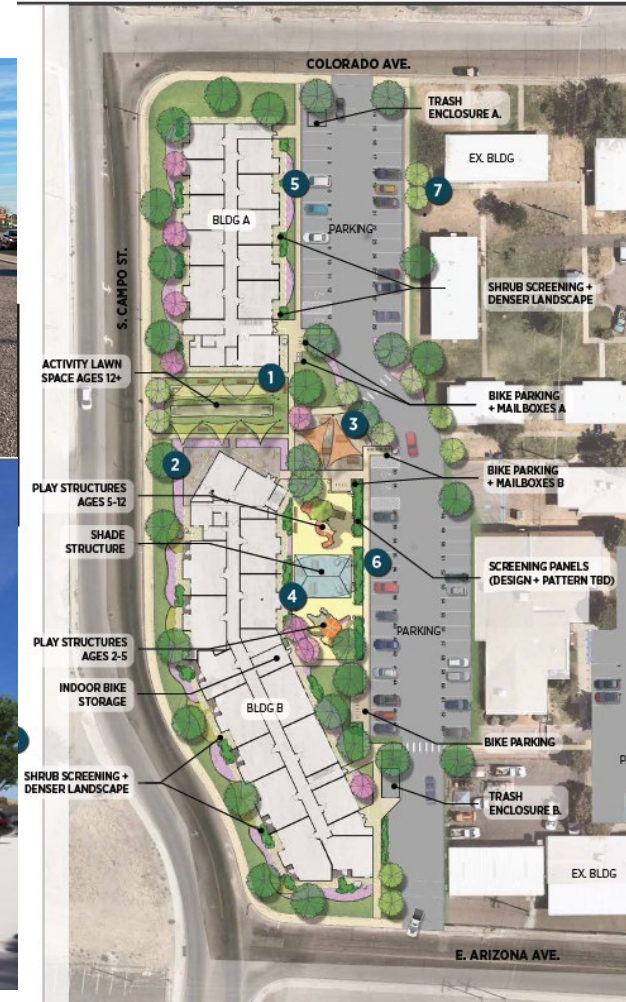 COLORADO AVE.
TRASH
ENCLOSURE A.
EX. BLDG
5
7
BLDG A
PARKING
S. CAMPO ST.
SHRUB SCREENING +
DENSER LANDSCAPE
ACTIVITY LAWN
SPACE AGES 12+
1
BIKE PARKING
+ MAILBOXES A
3
2
BIKE PARKING
+ MAILBOXES B
PLAY STRUCTURES
AGES 5-12
SHADE
STRUCTURE
6
SCREENING PANELS
(DESIGN + PATTERN TBD)
4
PARKING
PLAY STRUCTURES
AGES 2-5
INDOOR BIKE
STORAGE
BLDG B
BIKE PARKING
SHRUB SCREENING +
DENSER LANDSCAPE
TRASH
ENCLOSURE B.
EX. BLDG
E. ARIZONA AVE.